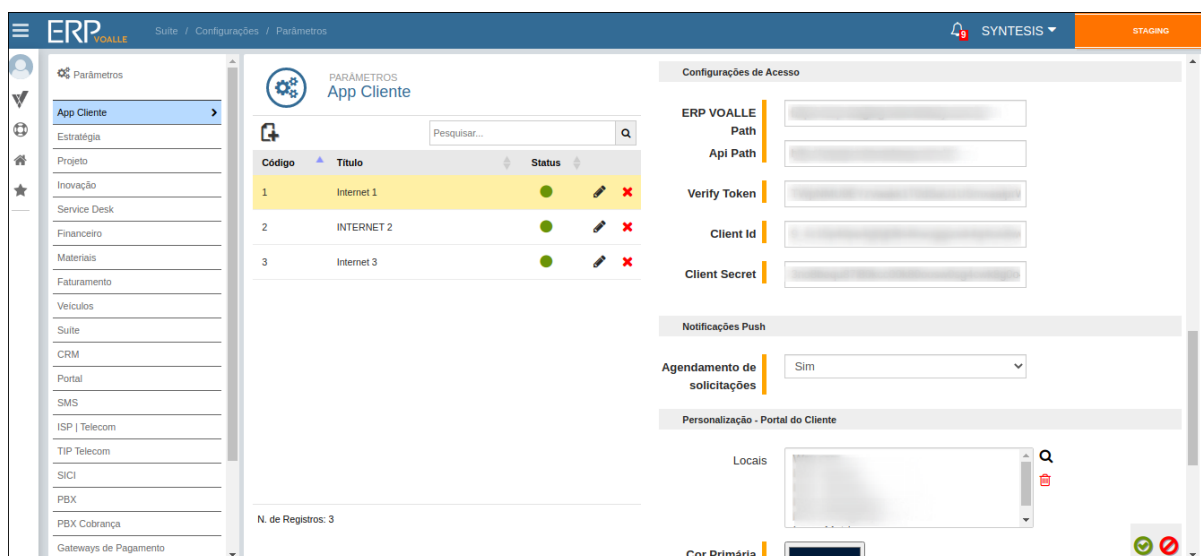 ERP VOALLE Suíte / Configurações / Parâmetros 9 SYNTESIS STAGING
Parâmetros
App Cliente
Estratégia
Projeto
Inovação
Service Desk
Financeiro
Materiais
Faturamento
Veículos
Suíte
CRM
Portal
SMS
ISP | Telecom
TIP Telecom
SICI
PBX
PBX Cobrança
Gateways de Pagamento
PARÂMETROS
App Cliente
Pesquisar...
Código Título Status
1 Internet 1
2 INTERNET 2
3 Internet 3
N. de Registros: 3
Configurações de Acesso
ERP VOALLE
Path
Api Path
Verify Token
Client Id
Client Secret
Notificações Push
Agendamento de Sim
solicitações
Personalização - Portal do Cliente
Locais
Cor Primária